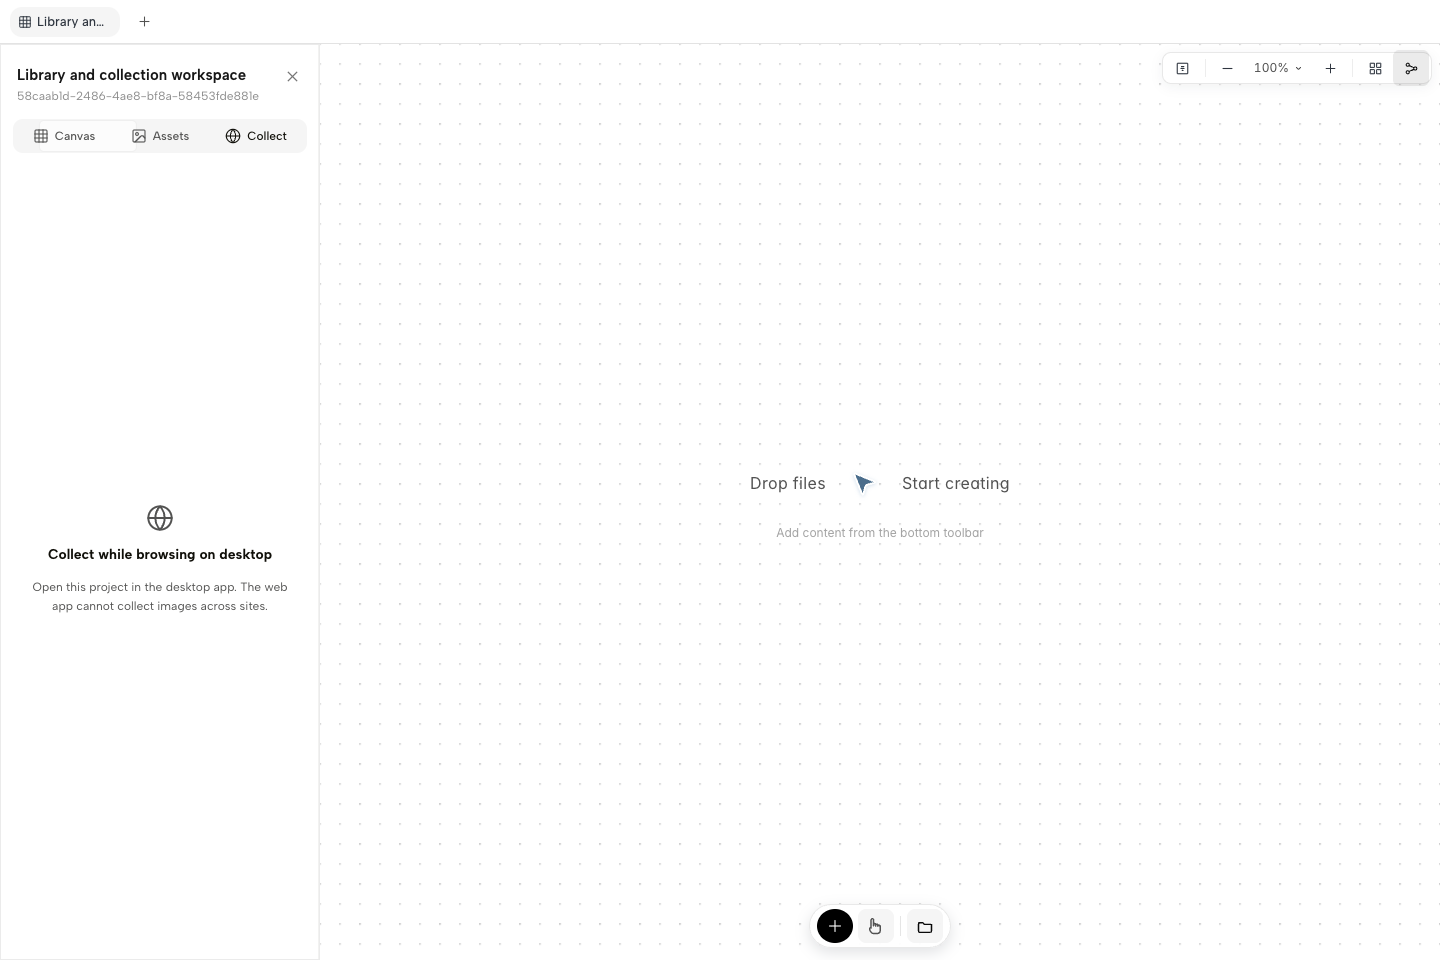 Library an...
Library and collection workspace
58caab1d-2486-4ae8-bf8a-58453fde881e
Canvas
Assets
Collect
100%
Drop files
Start creating
Add content from the bottom toolbar
Collect while browsing on desktop
Open this project in the desktop app. The web
app cannot collect images across sites.